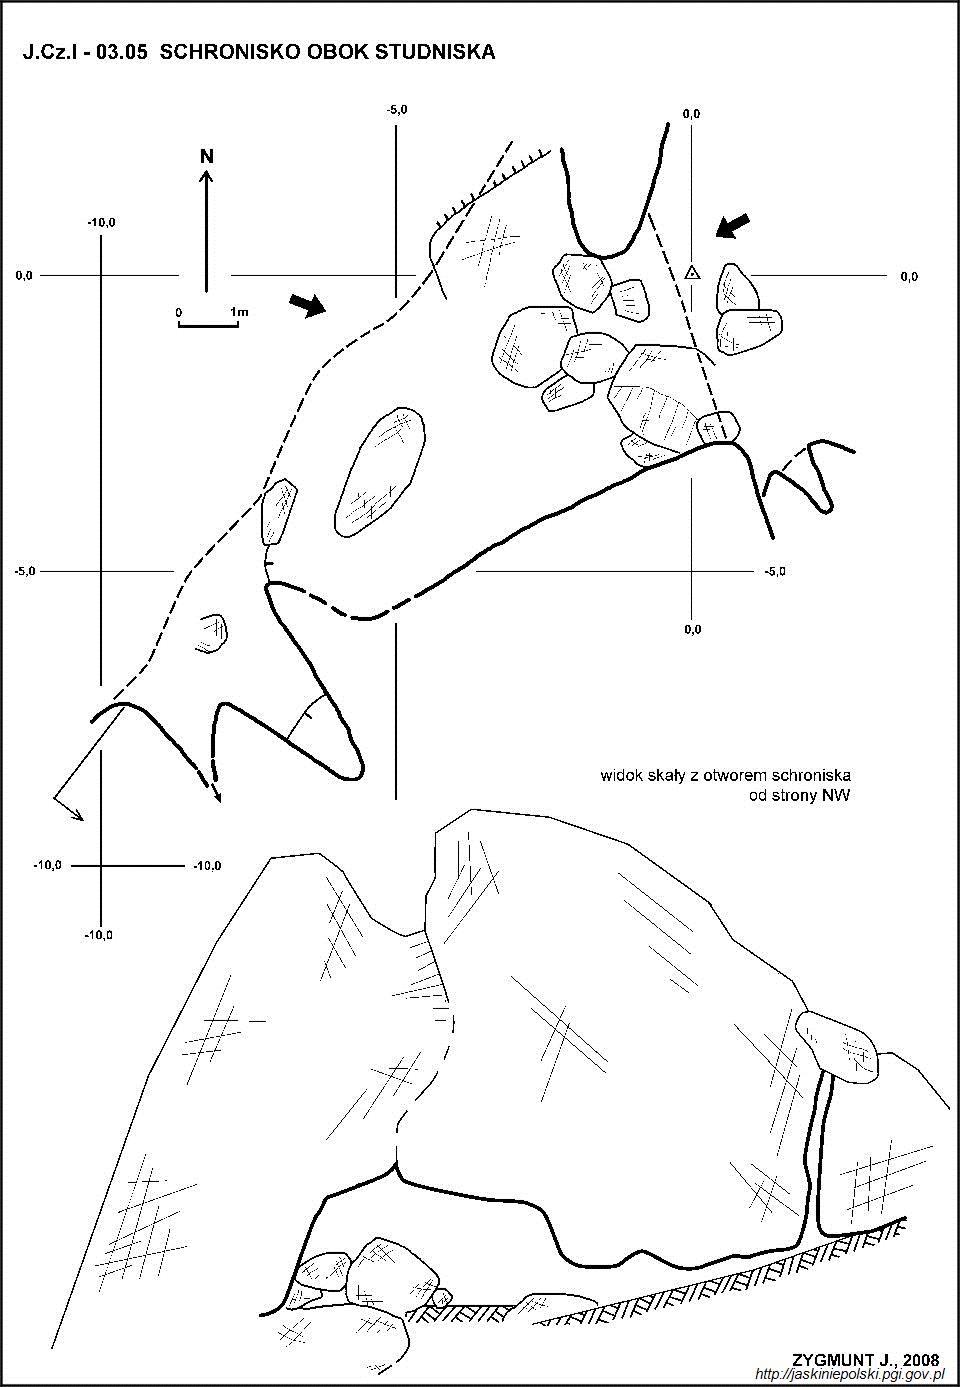 J.Cz.I - 03.05 SCHRONISKO OBOK STUDNISKA
-5,0
0,0
N
-10,0
0,0
0,0
0
1m
-5,0
-5,0
0,0
widok skały z otworem schroniska
od strony NW
-10,0
-10,0
-10,0
ZYGMUNT J., 2008
http://jaskiniepolski.pgi.gov.pl